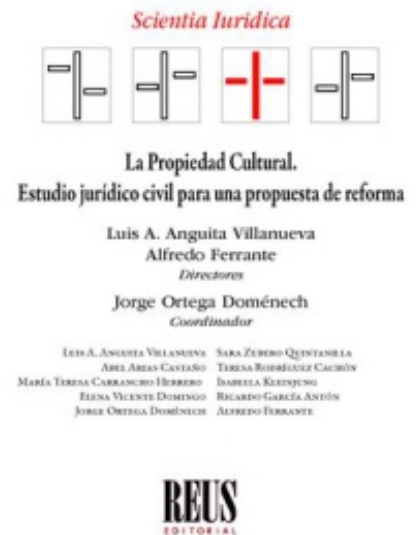 Scientia Iurídica
La Propiedad Cultural.
Estudio jurídico civil para una propuesta de reforma
Luis A. Anguita Villanueva
Alfredo Ferrante
Directores
Jorge Ortega Doménech
Coordinador
Luis A. Anguita Villanueva
Abel Arias Castaño
María Teresa Carrancho Herrero
Elena Vicente Domingo
Jorge Ortega Doménech
Sara Zubero Quintanilla
Teresa Rodríguez Cachón
Isabella Kleinjung
Ricardo García Antón
Alfredo Ferrante
REUS
EDITORIAL